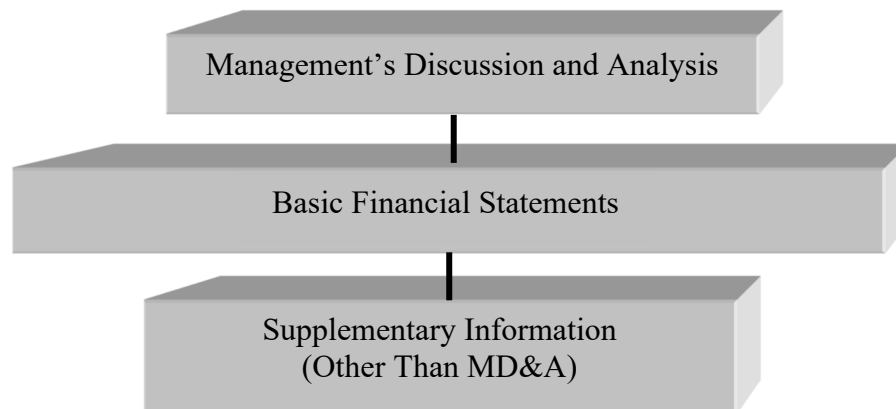 Management’s Discussion and Analysis
Basic Financial Statements
Supplementary Information
(Other Than MD&A)